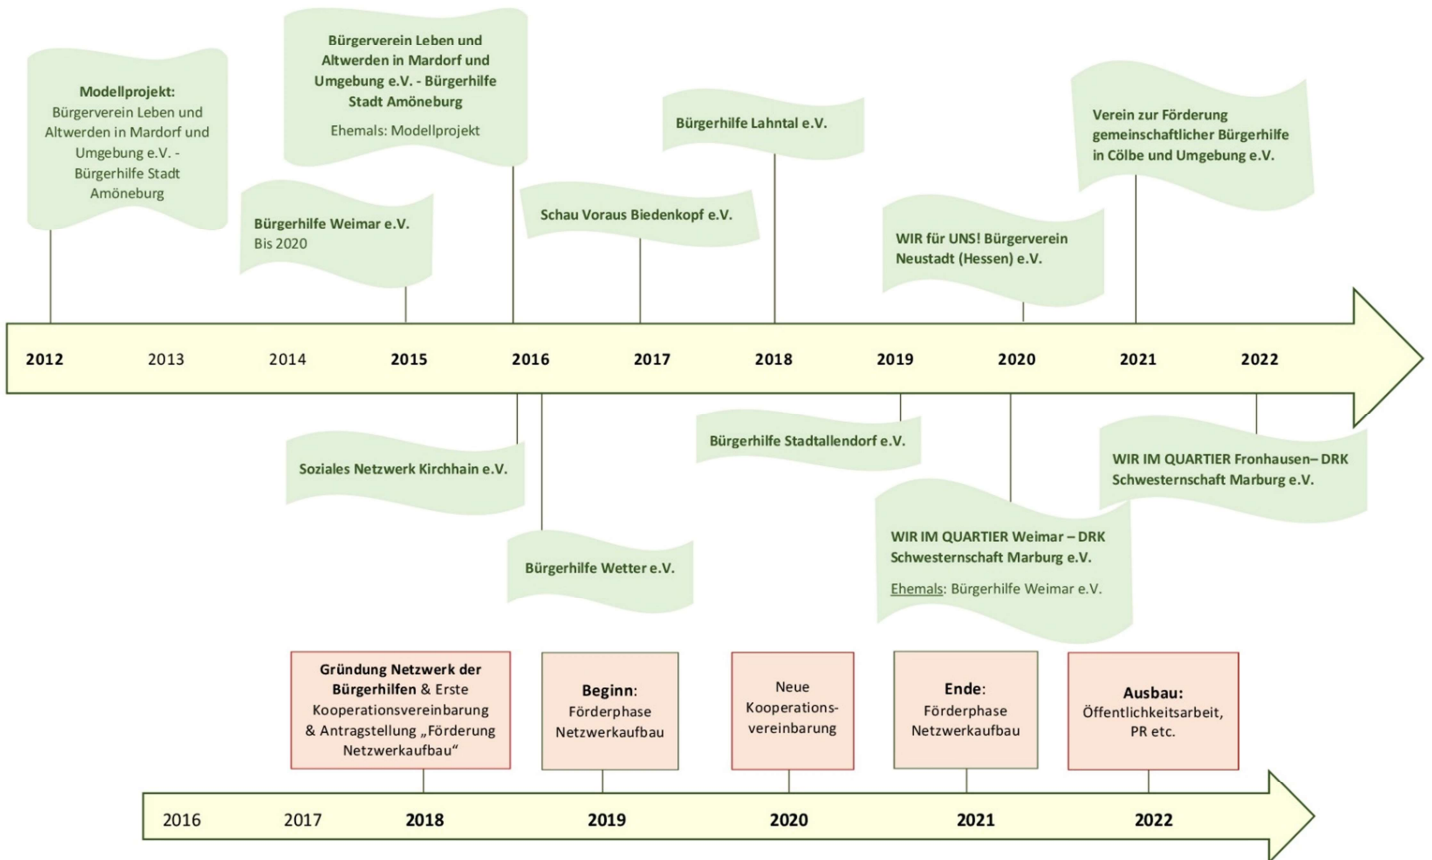 Modellprojekt:
Bürgerverein Leben und
Altwerden in Mardorf und
Umgebung e.V. -
Bürgerhilfe Stadt
Amöneburg
Bürgerverein Leben und
Altwerden in Mardorf und
Umgebung e.V. - Bürgerhilfe
Stadt Amöneburg
Ehemals: Modellprojekt
Bürgerhilfe Weimar e.V.
Bis 2020
Schau Voraus Biedenkopf e.V.
Bürgerhilfe Lahntal e.V.
WIR für UNS! Bürgerverein
Neustadt (Hessen) e.V.
Verein zur Förderung
gemeinschaftlicher Bürgerhilfe
in Cölbe und Umgebung e.V.
2012 2013 2014 2015 2016 2017 2018 2019 2020 2021 2022
Soziales Netzwerk Kirchhain e.V.
Bürgerhilfe Wetter e.V.
Bürgerhilfe Stadtallendorf e.V.
WIR IM QUARTIER Weimar – DRK
Schwesternschaft Marburg e.V.
Ehemals: Bürgerhilfe Weimar e.V.
WIR IM QUARTIER Fronhausen– DRK
Schwesternschaft Marburg e.V.
Gründung Netzwerk der
Bürgerhilfen & Erste
Kooperationsvereinbarung
& Antragstellung „Förderung
Netzwerkaufbau“
Beginn:
Förderphase
Netzwerkaufbau
Neue
Kooperations-
vereinbarung
Ende:
Förderphase
Netzwerkaufbau
Ausbau:
Öffentlichkeitsarbeit,
PR etc.
2016 2017 2018 2019 2020 2021 2022